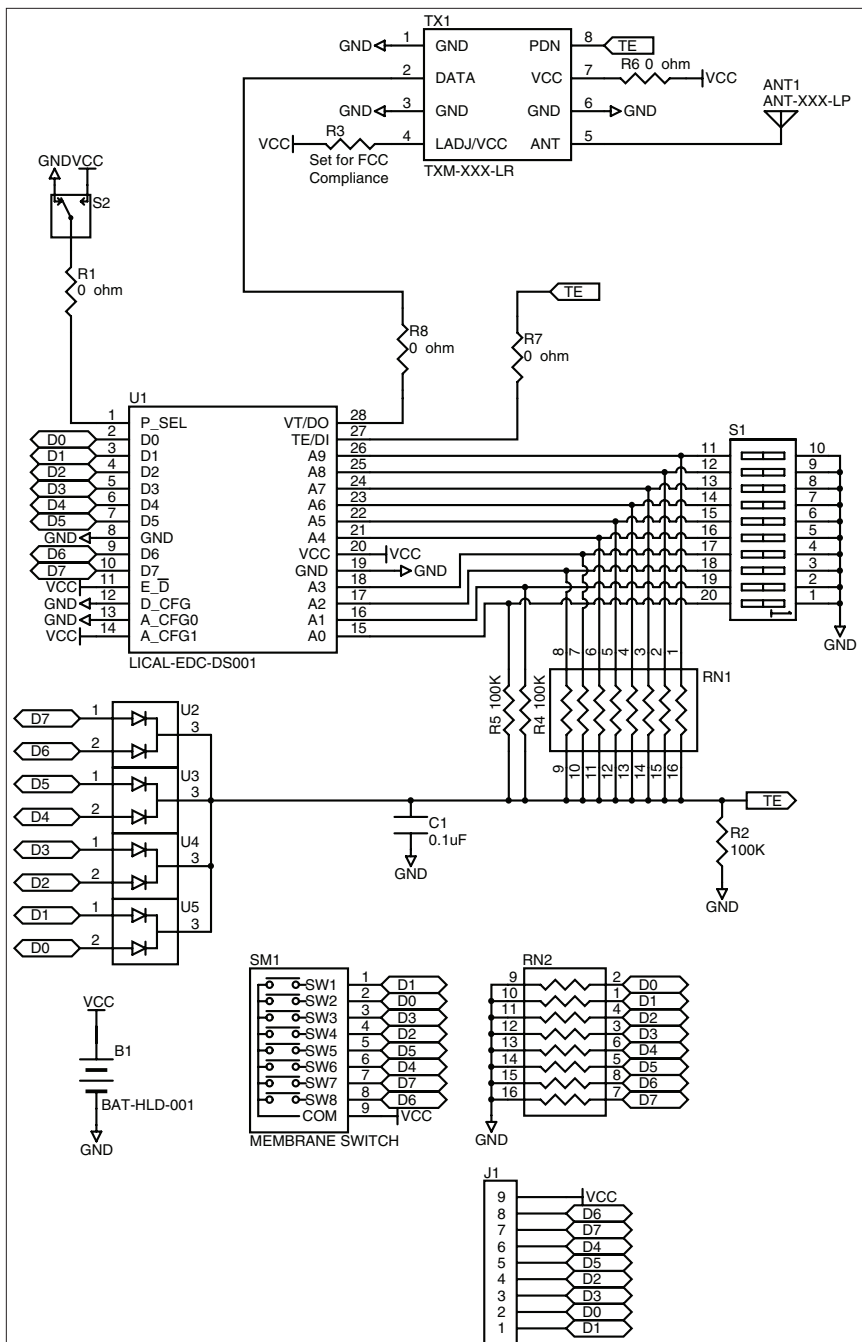 TX1
GND 1 GND PDN 8 TE
2 DATA VCC 7 R6 0 ohm VCC
GND 3 GND GND 6 GND
VCC R3 4 LADJ/VCC ANT 5
Set for FCC
Compliance
TXM-XXX-LR
ANT1
ANT-XXX-LP
GND VCC
S2
R1
0 ohm
TE
R8
0 ohm
R7
0 ohm
U1
1 P_SEL VT/DO 28
D0 2 D0 TE/DI 27
D1 3 D1 A9 26
D2 4 D2 A8 25
D3 5 D3 A7 24
D4 6 D4 A6 23
D5 7 D5 A5 22
GND 8 GND A4 21
D6 9 D6 VCC 20 VCC
D7 10 D7 GND 19 GND
VCC 11 E_D A3 18
GND 12 D_CFG A2 17
GND 13 A_CFG0 A1 16
VCC 14 A_CFG1 A0 15
LICAL-EDC-DS001
S1
11 10
12 9
13 8
14 7
15 6
16 5
17 4
18 3
19 2
20 1
GND
R5 100K
R4 100K
8 7 6 5 4 3 2 1
RN1
9 10 11 12 13 14 15 16
D7 1 U2
3
D6 2
D5 1 U3
3
D4 2
D3 1 U4
3
D2 2
D1 1 U5
3
D0 2
C1
0.1uF
GND
TE
R2
100K
GND
VCC
B1
BAT-HLD-001
GND
SM1
SW1 1 D1
SW2 2 D0
SW3 3 D3
SW4 4 D2
SW5 5 D5
SW6 6 D4
SW7 7 D7
SW8 8 D6
COM 9 VCC
MEMBRANE SWITCH
RN2
9 2 D0
10 1 D1
11 4 D2
12 3 D3
13 6 D4
14 5 D5
15 8 D6
16 7 D7
GND
J1
9 VCC
8 D6
7 D7
6 D4
5 D5
4 D2
3 D3
2 D0
1 D1